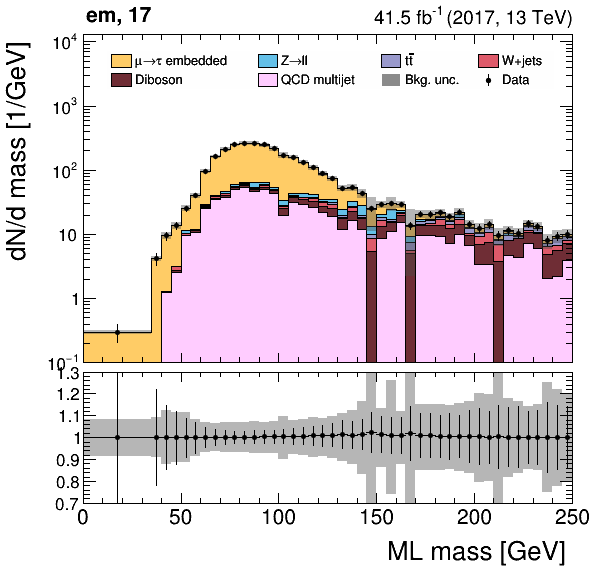 em, 17
41.5 fb⁻¹ (2017, 13 TeV)
dN/d mass [1/GeV]
10⁴
10³
10²
10
1
10⁻¹
μ→τ embedded
Z→ll
tt̄
W+jets
Diboson
QCD multijet
Bkg. unc.
Data
1.3
1.2
1.1
1
0.9
0.8
0.7
0 50 100 150 200 250
ML mass [GeV]